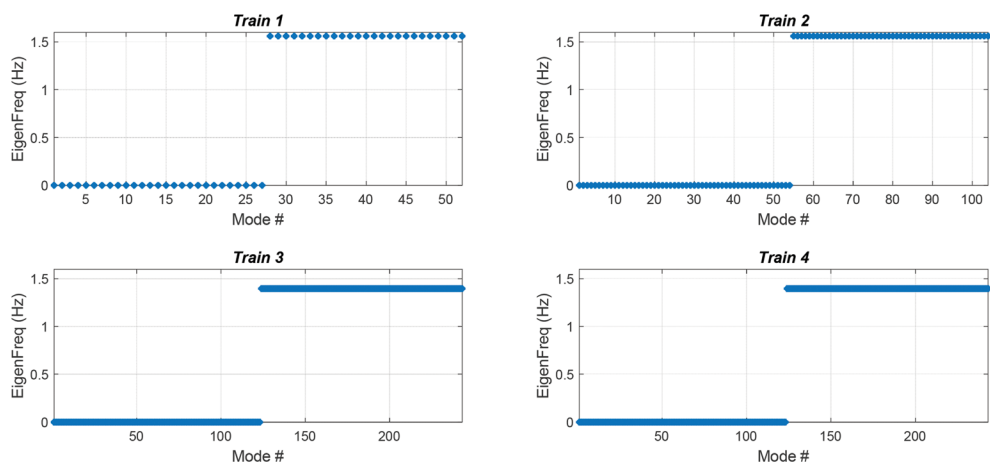 Train 1
EigenFreq (Hz)
1.5
1
0.5
0
5 10 15 20 25 30 35 40 45 50
Mode #
Train 2
EigenFreq (Hz)
1.5
1
0.5
0
10 20 30 40 50 60 70 80 90 100
Mode #
Train 3
EigenFreq (Hz)
1.5
1
0.5
0
50 100 150 200
Mode #
Train 4
EigenFreq (Hz)
1.5
1
0.5
0
50 100 150 200
Mode #